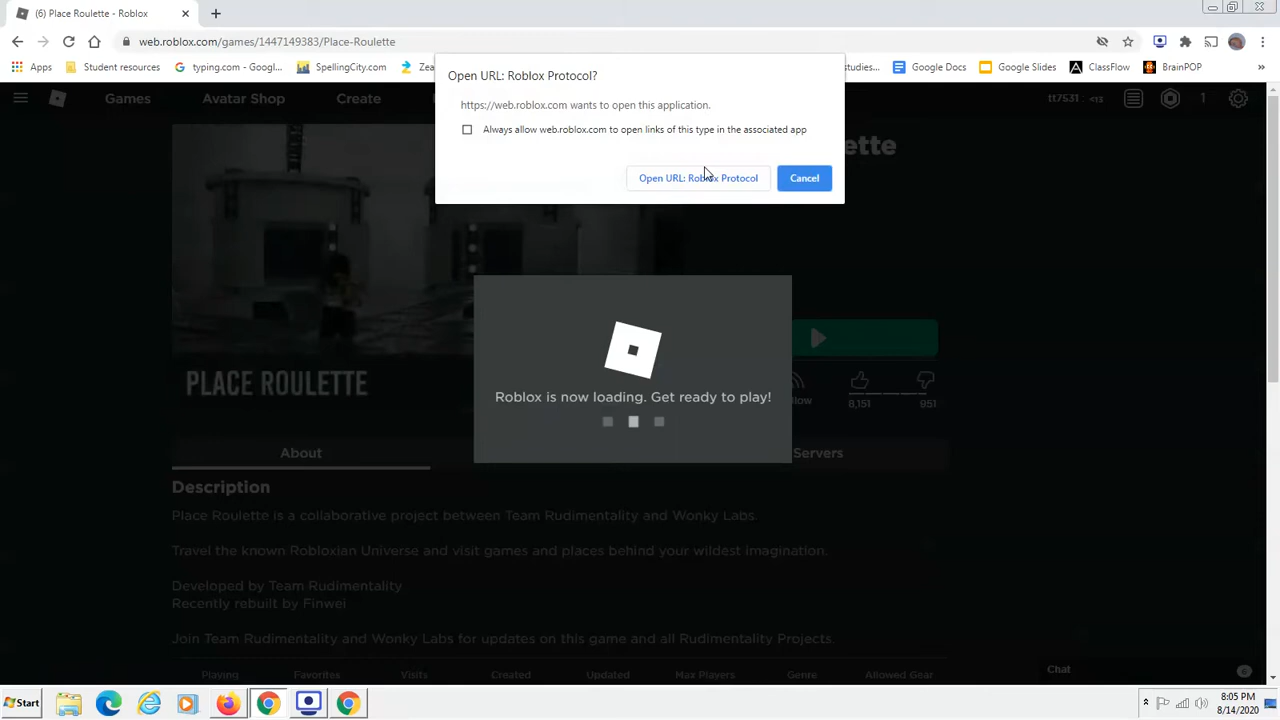 (6) Place Roulette - Roblox
web.roblox.com/games/1447149383/Place-Roulette
Apps
Student resources
typing.com - Googl...
SpellingCity.com
Zea
studies...
Google Docs
Google Slides
ClassFlow
BrainPOP
»
Open URL: Roblox Protocol?
https://web.roblox.com wants to open this application.
Always allow web.roblox.com to open links of this type in the associated app
Open URL: Roblox Protocol
Cancel
Games
Avatar Shop
Create
tt7531 : <13
1
ette
PLACE ROULETTE
Roblox is now loading. Get ready to play!
llow
8,151
951
About
Servers
Description
Place Roulette is a collaborative project between Team Rudimentality and Wonky Labs.
Travel the known Robloxian Universe and visit games and places behind your wildest imagination.
Developed by Team Rudimentality
Recently rebuilt by Finwei
Join Team Rudimentality and Wonky Labs for updates on this game and all Rudimentality Projects.
Playing
Favorites
Visits
Created
Updated
Max Players
Genre
Allowed Gear
Chat
Start
8:05 PM
8/14/2020